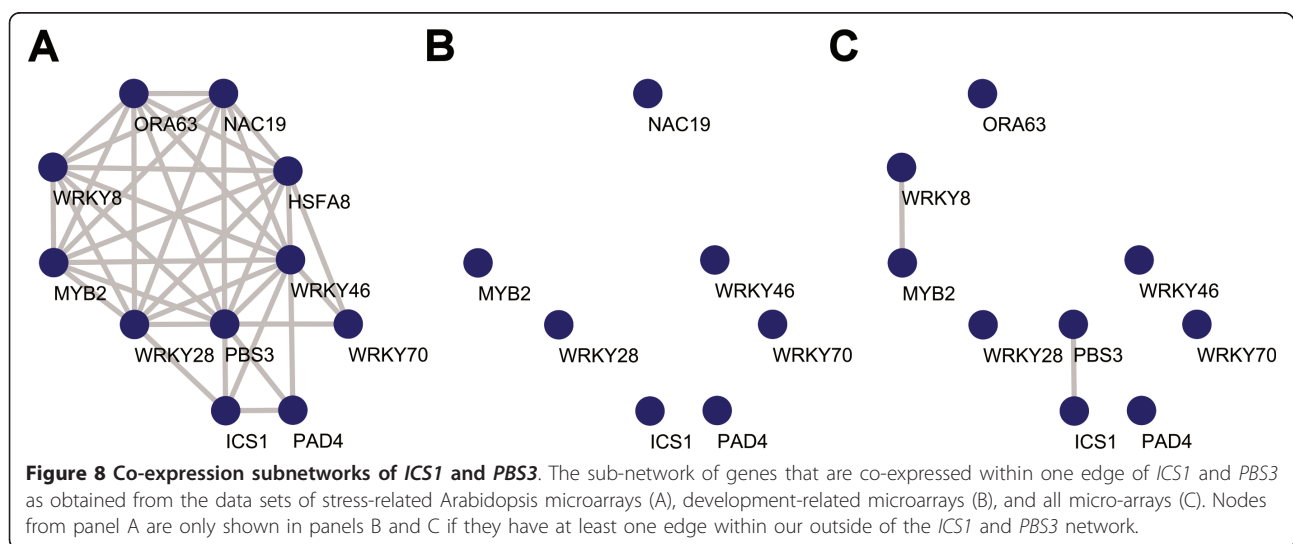 A
B
C
ORA63
NAC19
WRKY8
HSFA8
MYB2
WRKY46
WRKY28
PBS3
WRKY70
ICS1
PAD4
NAC19
MYB2
WRKY46
WRKY28
WRKY70
ICS1
PAD4
ORA63
WRKY8
MYB2
WRKY46
WRKY28
PBS3
WRKY70
ICS1
PAD4
Figure 8 Co-expression subnetworks of ICS1 and PBS3. The sub-network of genes that are co-expressed within one edge of ICS1 and PBS3
as obtained from the data sets of stress-related Arabidopsis microarrays (A), development-related microarrays (B), and all micro-arrays (C). Nodes
from panel A are only shown in panels B and C if they have at least one edge within our outside of the ICS1 and PBS3 network.